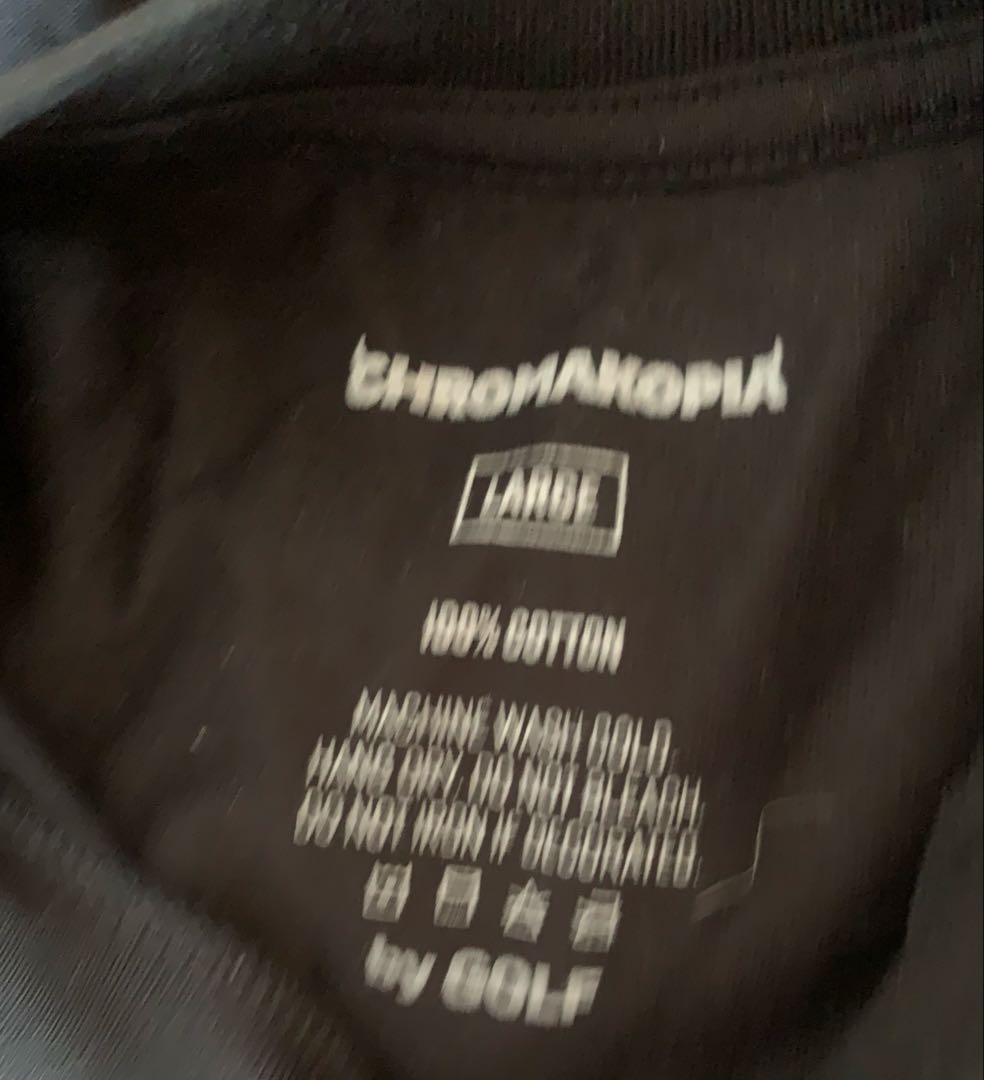 CHROMAKOPIA
LARGE
100% COTTON
MACHINE WASH COLD,
HANG DRY, DO NOT BLEACH,
DO NOT IRON IF DECORATED.
by GOLF